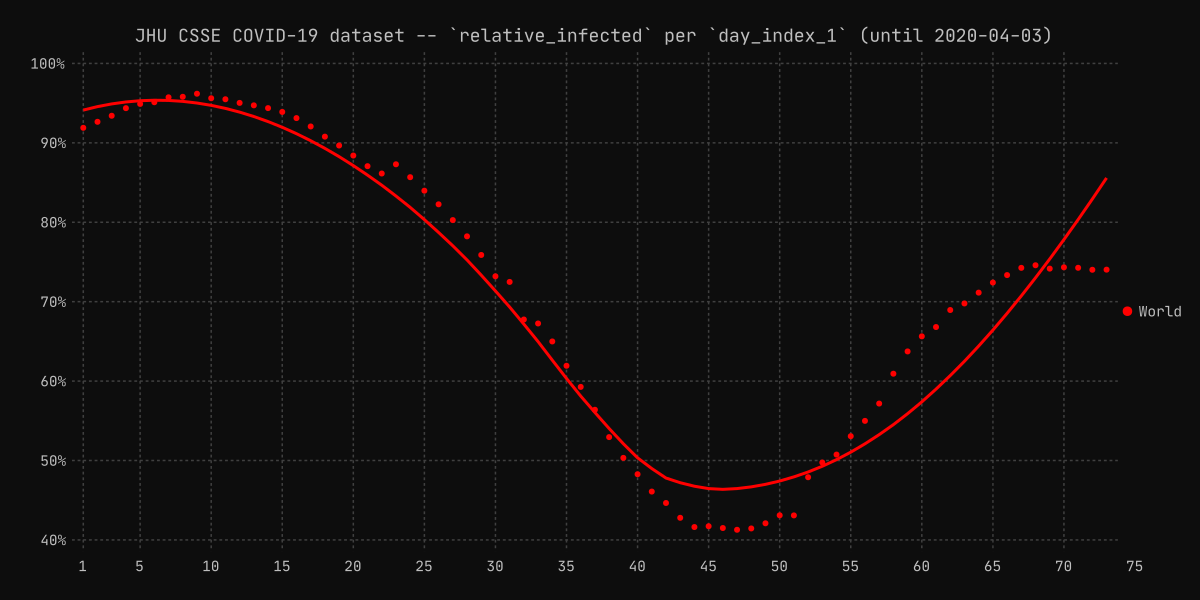 JHU CSSE COVID-19 dataset -- `relative_infected` per `day_index_1` (until 2020-04-03)
100%
90%
80%
70%
60%
50%
40%
1 5 10 15 20 25 30 35 40 45 50 55 60 65 70 75
World